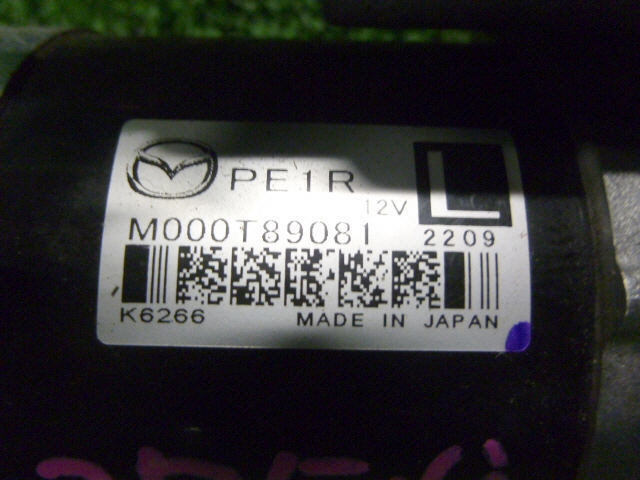 PE1R
12V
L
M000T89081
2209
K6266
MADE IN JAPAN